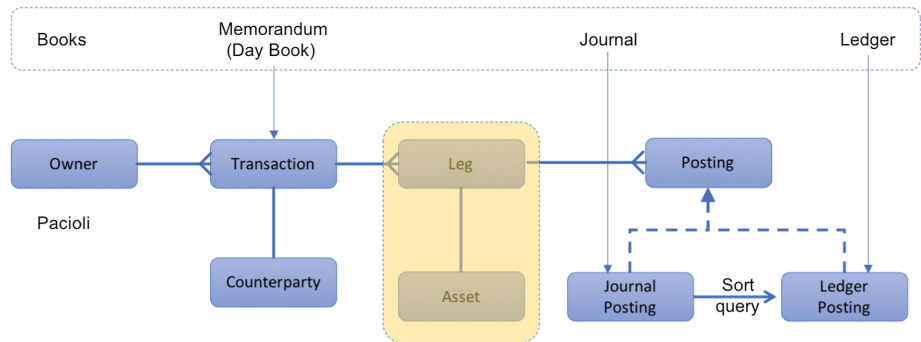 Books
Memorandum
(Day Book)
Journal
Ledger
Owner
Transaction
Leg
Posting
Pacioli
Counterparty
Asset
Journal
Posting
Sort
query
Ledger
Posting